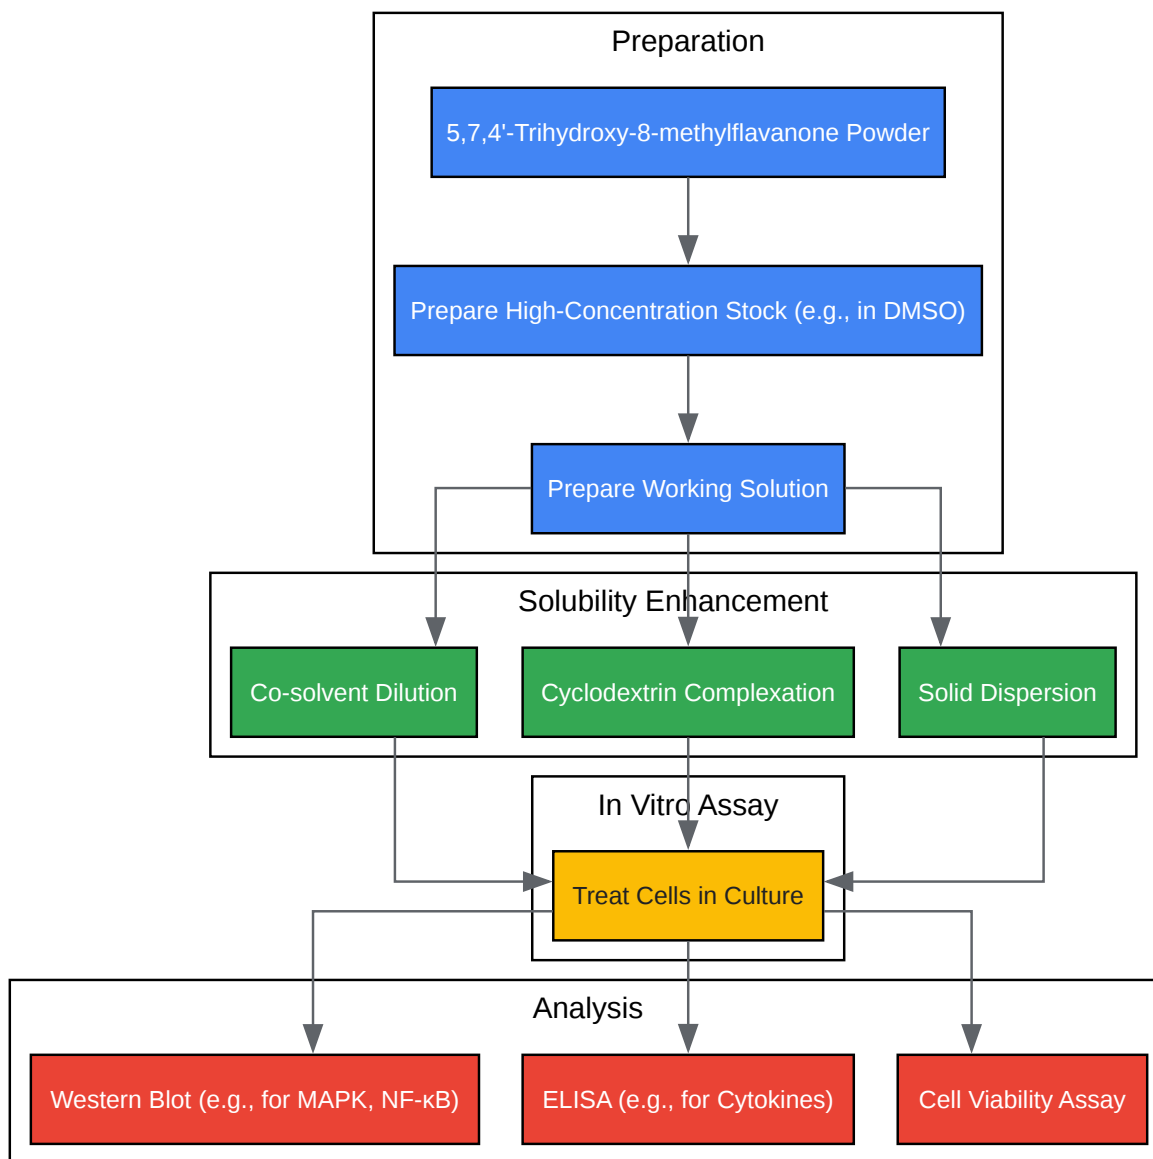 Preparation
5,7,4'-Trihydroxy-8-methylflavanone Powder
Prepare High-Concentration Stock (e.g., in DMSO)
Prepare Working Solution
Solubility Enhancement
Co-solvent Dilution
Cyclodextrin Complexation
Solid Dispersion
In Vitro Assay
Treat Cells in Culture
Analysis
Western Blot (e.g., for MAPK, NF-κB)
ELISA (e.g., for Cytokines)
Cell Viability Assay